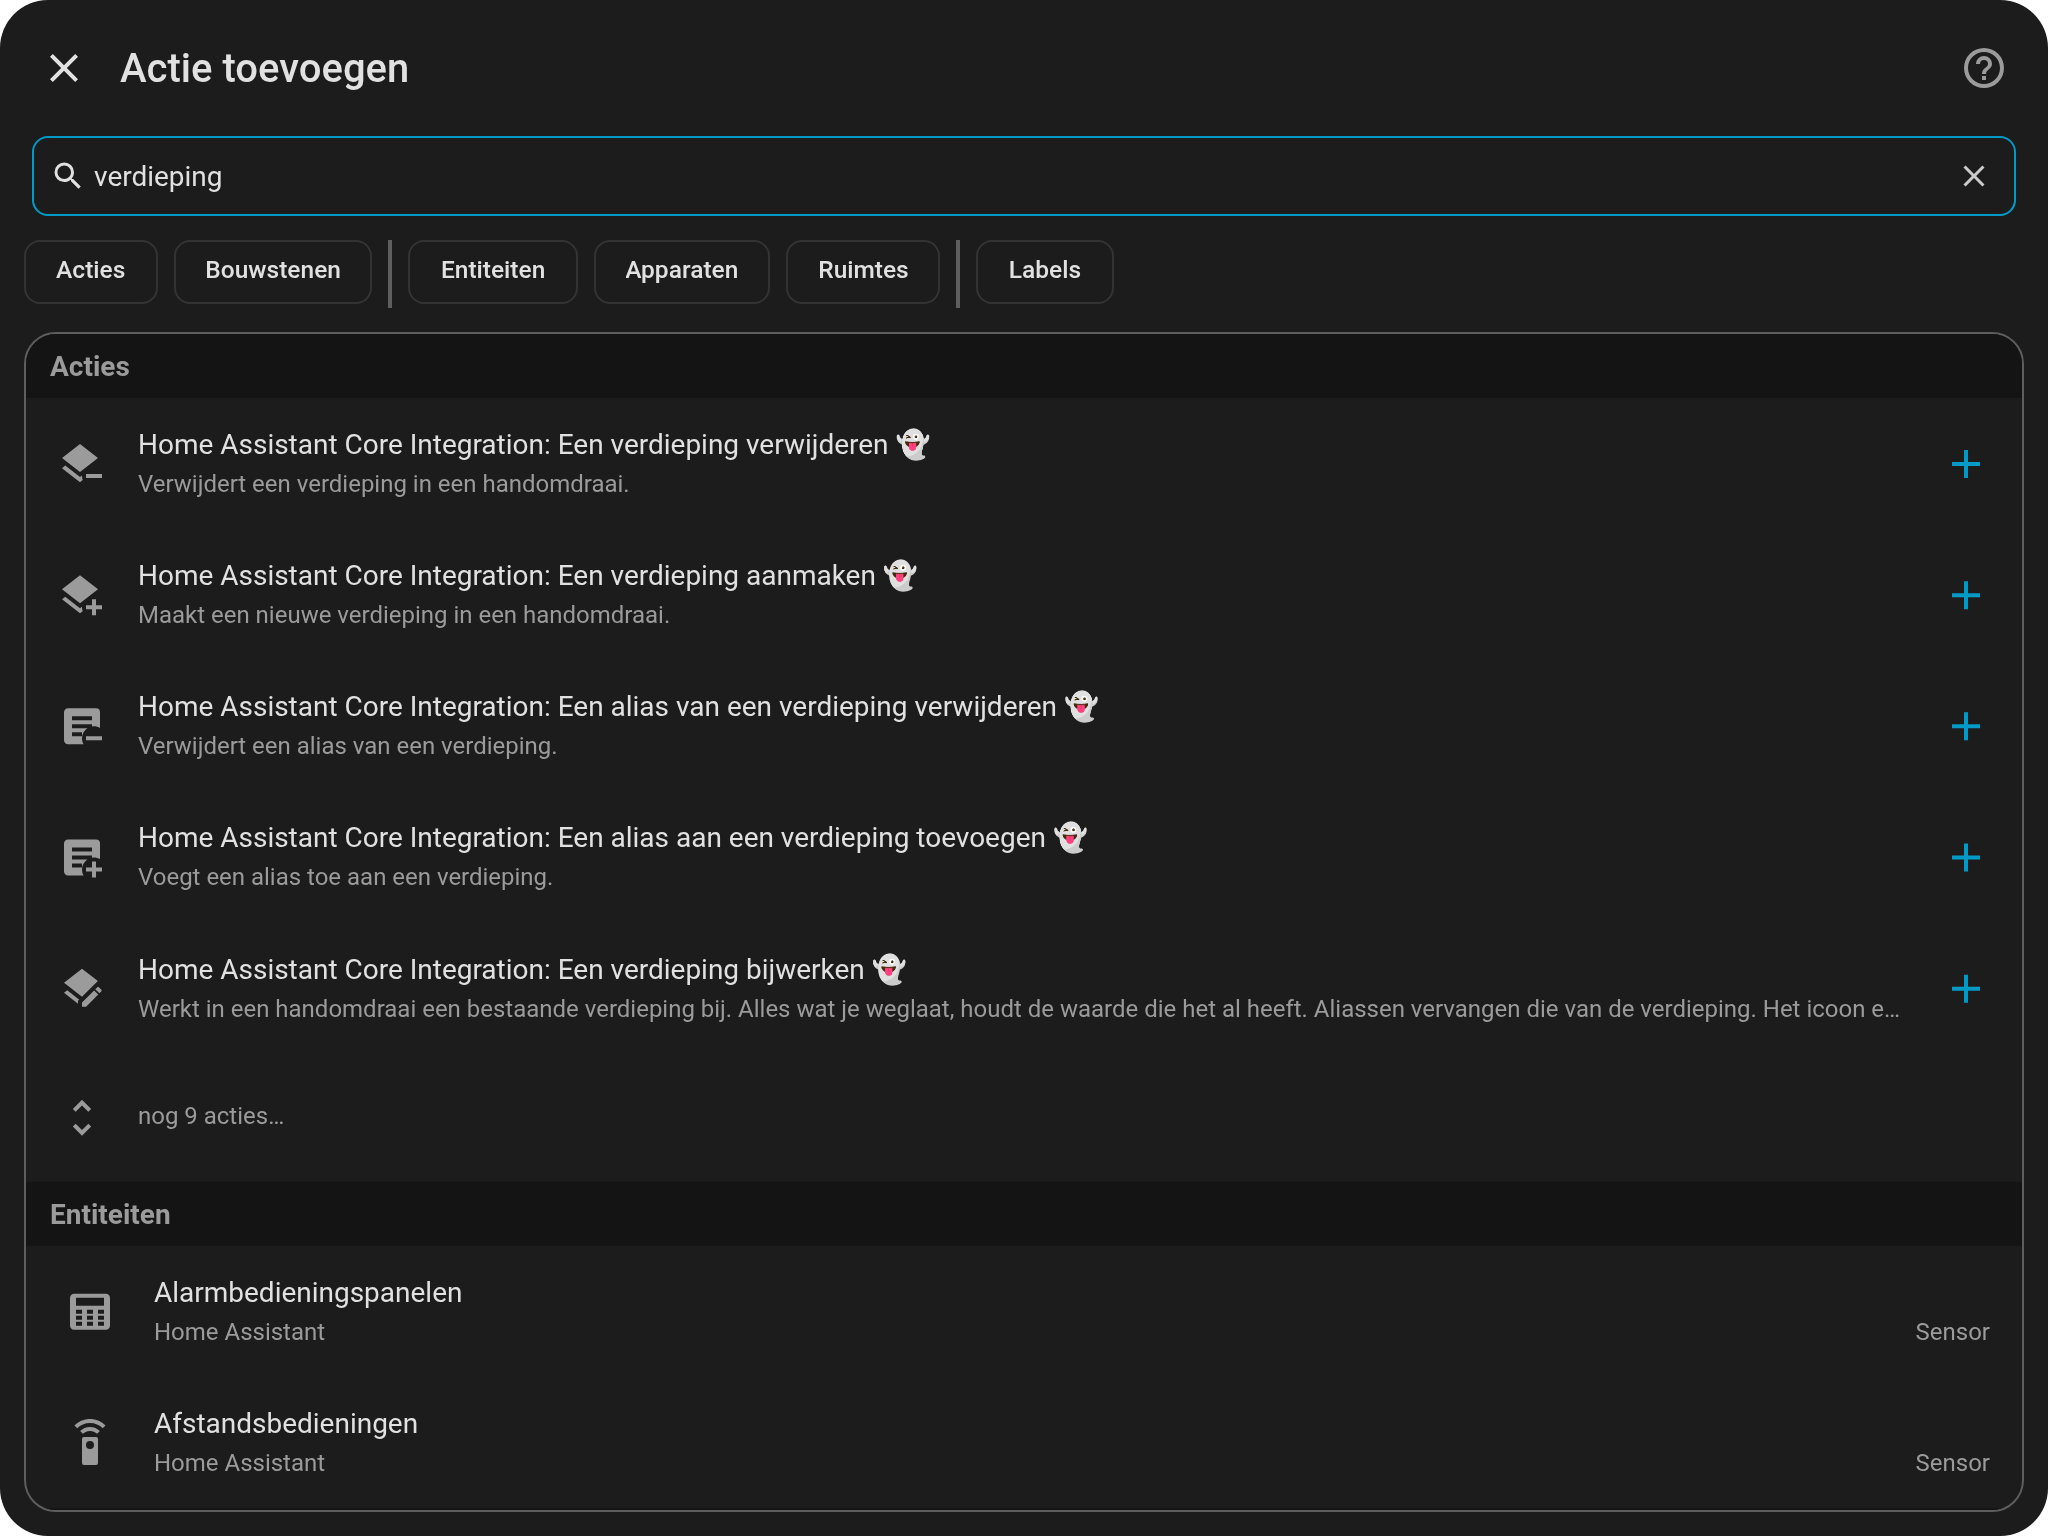 Actie toevoegen
verdieping
Acties
Bouwstenen
Entiteiten
Apparaten
Ruimtes
Labels
Acties
Home Assistant Core Integration: Een verdieping verwijderen 👻
Verwijdert een verdieping in een handomdraai.
Home Assistant Core Integration: Een verdieping aanmaken 👻
Maakt een nieuwe verdieping in een handomdraai.
Home Assistant Core Integration: Een alias van een verdieping verwijderen 👻
Verwijdert een alias van een verdieping.
Home Assistant Core Integration: Een alias aan een verdieping toevoegen 👻
Voegt een alias toe aan een verdieping.
Home Assistant Core Integration: Een verdieping bijwerken 👻
Werkt in een handomdraai een bestaande verdieping bij. Alles wat je weglaat, houdt de waarde die het al heeft. Aliassen vervangen die van de verdieping. Het icoon e…
nog 9 acties…
Entiteiten
Alarmbedieningspanelen
Home Assistant
Sensor
Afstandsbedieningen
Home Assistant
Sensor